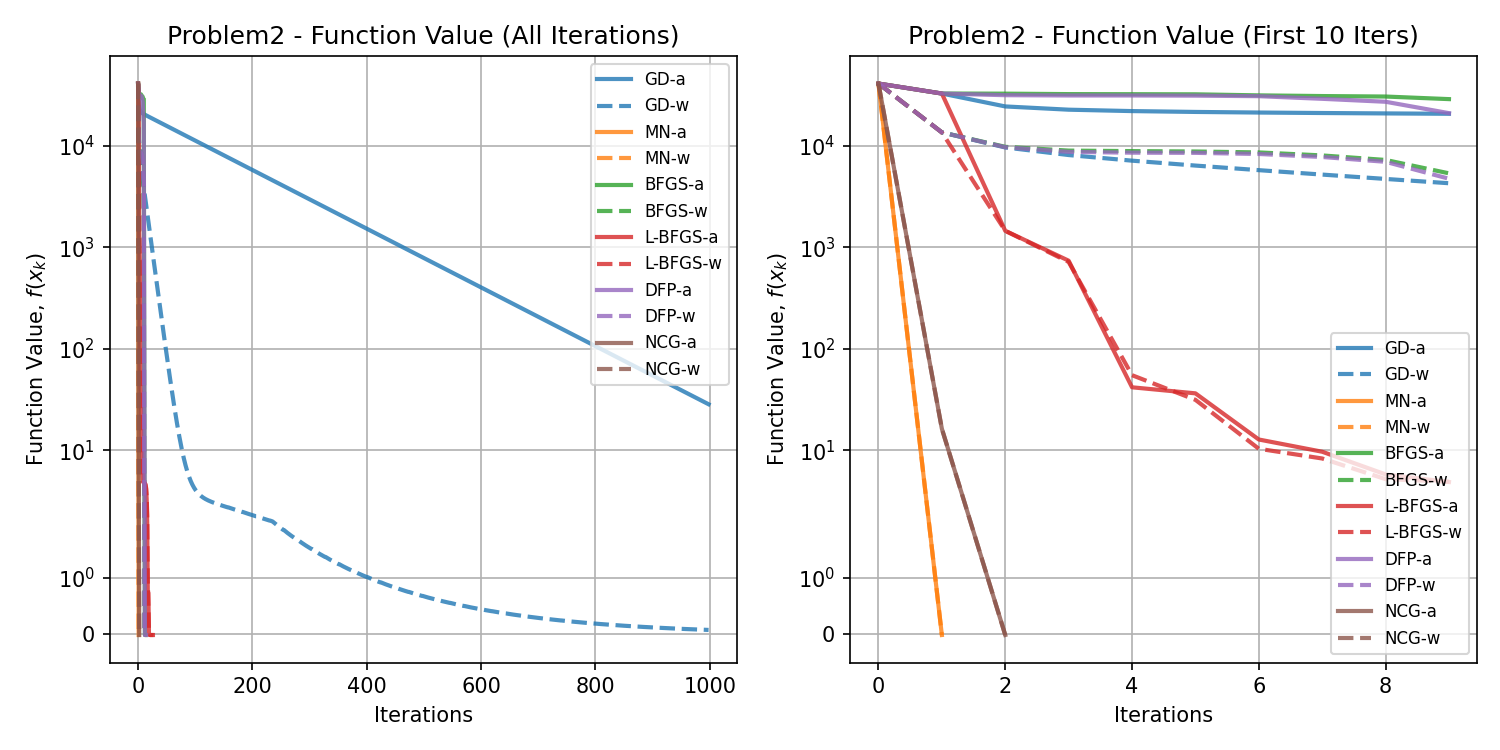 Problem2 - Function Value (All Iterations)
Function Value, f(x_k)
10^4
10^3
10^2
10^1
10^0
0
0
200
400
600
800
1000
Iterations
GD-a
GD-w
MN-a
MN-w
BFGS-a
BFGS-w
L-BFGS-a
L-BFGS-w
DFP-a
DFP-w
NCG-a
NCG-w
Problem2 - Function Value (First 10 Iters)
Function Value, f(x_k)
10^4
10^3
10^2
10^1
10^0
0
0
2
4
6
8
Iterations
GD-a
GD-w
MN-a
MN-w
BFGS-a
BFGS-w
L-BFGS-a
L-BFGS-w
DFP-a
DFP-w
NCG-a
NCG-w